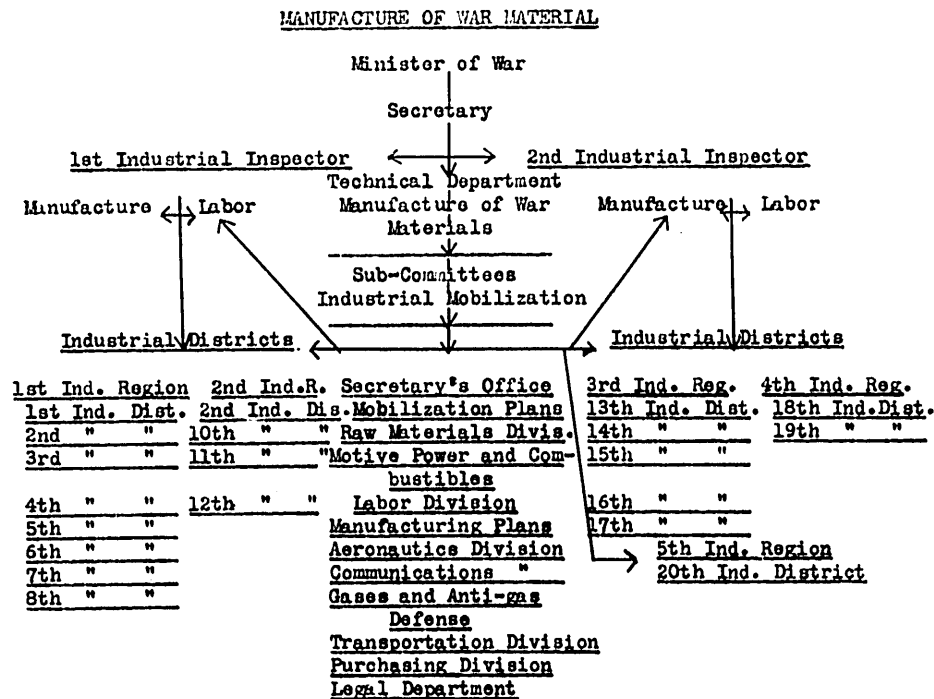 MANUFACTURE OF WAR MATERIAL
Minister of War
Secretary
1st Industrial Inspector 2nd Industrial Inspector
Technical Department
Manufacture Labor Manufacture of War Manufacture Labor
Materials
Sub-Committees
Industrial Mobilization
Industrial Districts. Industrial Districts
1st Ind. Region 2nd Ind.R. Secretary's Office 3rd Ind. Reg. 4th Ind. Reg.
1st Ind. Dist. 2nd Ind. Dis. Mobilization Plans 13th Ind. Dist. 18th Ind.Dist.
2nd " " 10th " " Raw Materials Divis. 14th " " 19th " "
3rd " " 11th " " Motive Power and Com- 15th " "
bustibles
4th " " 12th " " Labor Division 16th " "
5th " " Manufacturing Plans 17th " "
6th " " Aeronautics Division 5th Ind. Region
7th " " Communications " 20th Ind. District
8th " " Gases and Anti-gas
Defense
Transportation Division
Purchasing Division
Legal Department